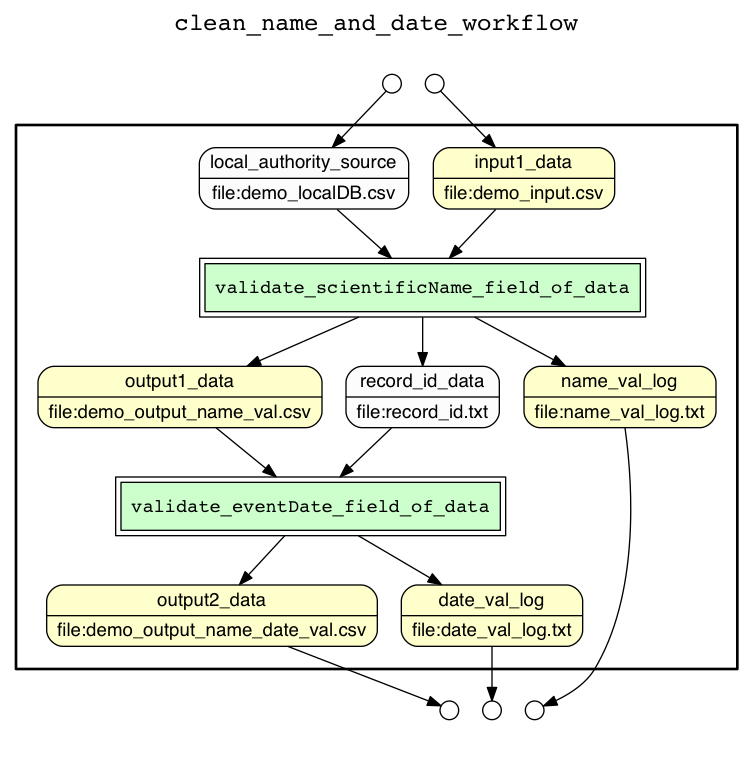 clean_name_and_date_workflow
local_authority_source
file:demo_localDB.csv
input1_data
file:demo_input.csv
validate_scientificName_field_of_data
output1_data
file:demo_output_name_val.csv
record_id_data
file:record_id.txt
name_val_log
file:name_val_log.txt
validate_eventDate_field_of_data
output2_data
file:demo_output_name_date_val.csv
date_val_log
file:date_val_log.txt